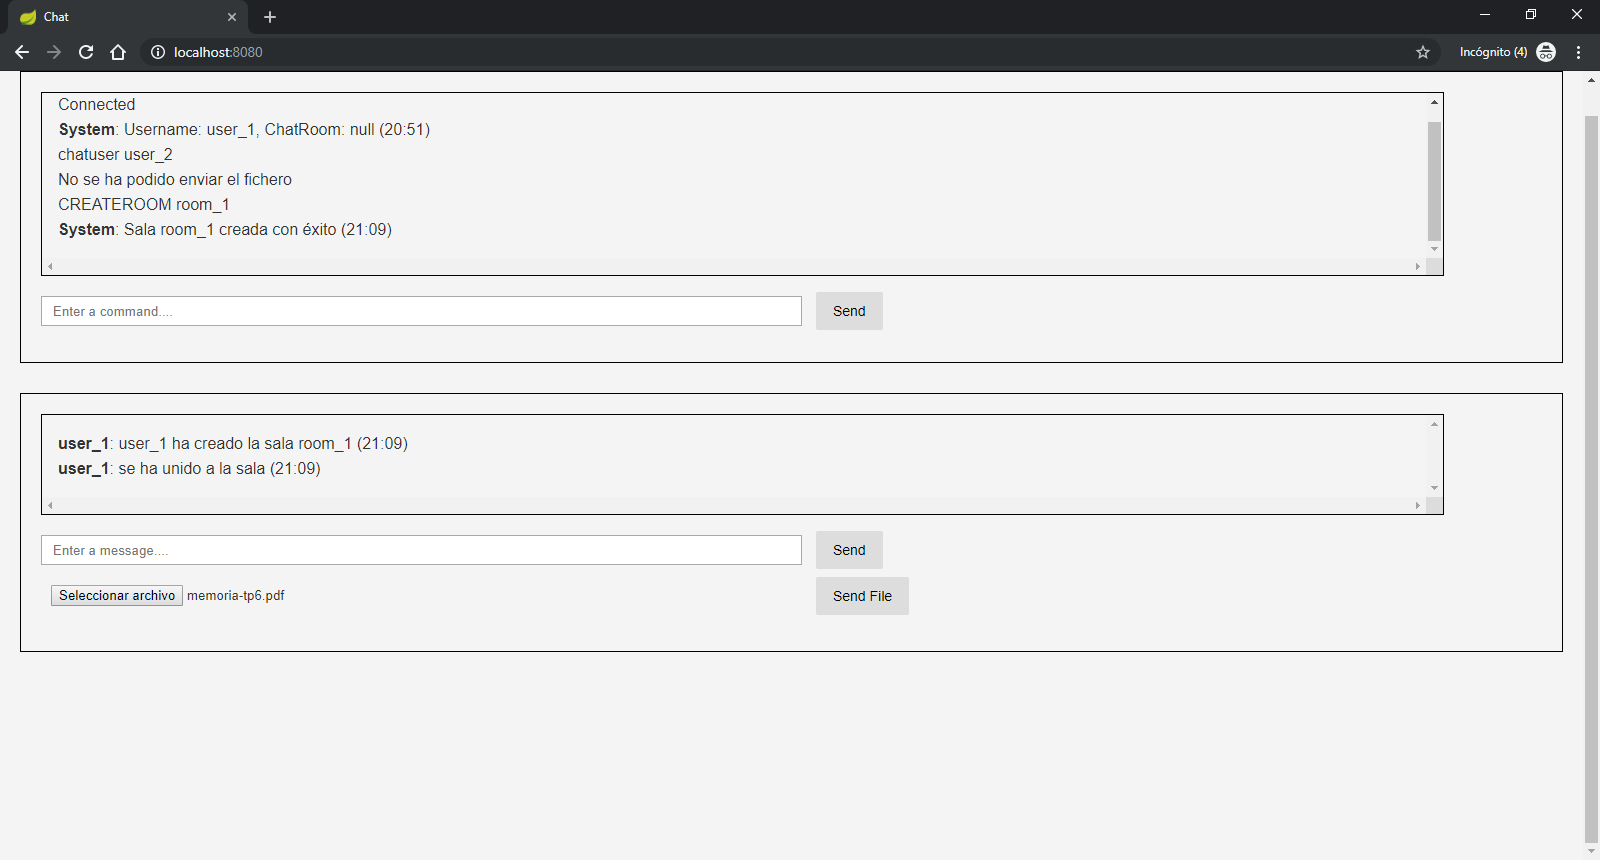 Chat
localhost:8080
Incógnito (4)
Connected
System: Username: user_1, ChatRoom: null (20:51)
chatuser user_2
No se ha podido enviar el fichero
CREATEROOM room_1
System: Sala room_1 creada con éxito (21:09)
Enter a command....
Send
user_1: user_1 ha creado la sala room_1 (21:09)
user_1: se ha unido a la sala (21:09)
Enter a message....
Send
Seleccionar archivo memoria-tp6.pdf
Send File